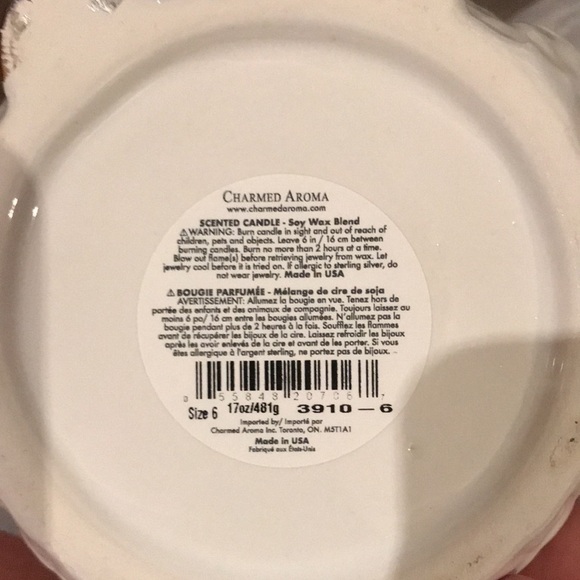 CHARMED AROMA
www.charmedaroma.com
SCENTED CANDLE - Soy Wax Blend
⚠WARNING: Burn candle in sight and out of reach of
children, pets and objects. Leave 6 in / 16 cm between
burning candles. Burn no more than 2 hours at a time.
Blow out flame(s) before retrieving jewelry from wax. Let
jewelry cool before it is tried on. If allergic to sterling silver, do
not wear jewelry. Made in USA
⚠BOUGIE PARFUMÉE - Mélange de cire de soja
AVERTISSEMENT: Allumez la bougie en vue. Tenez hors de
portée des enfants et des animaux de compagnie. Toujours laissez au
moins 6 po/ 16 cm entre les bougies allumées. N'allumez pas la
bougie pendant plus de 2 heures à la fois. Soufflez les flammes
avant de récupérer les bijoux de la cire. Laissez refroidir les bijoux
après les avoir enlevés de la cire et avant de les porter. Si vous
êtes allergique à l'argent sterling, ne portez pas de bijoux.
Size 6 17oz/481g 3910-6
Imported by/ Importé par
Charmed Aroma Inc. Toronto, ON. M5T1A1
Made in USA
Fabriqué aux États-Unis